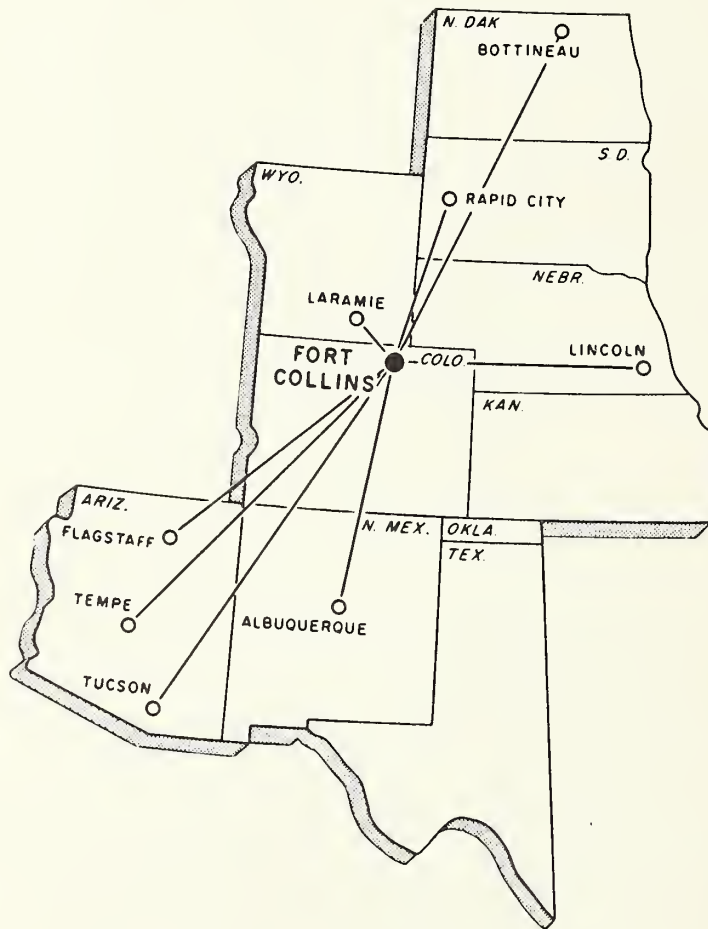 N. DAK
BOTTINEAU
S D.
WYO.
RAPID CITY
NEBR.
LARAMIE
FORT
COLLINS
COLO.
LINCOLN
KAN.
ARIZ.
FLAGSTAFF
N. MEX.
OKLA.
TEX.
TEMPE
ALBUQUERQUE
TUCSON